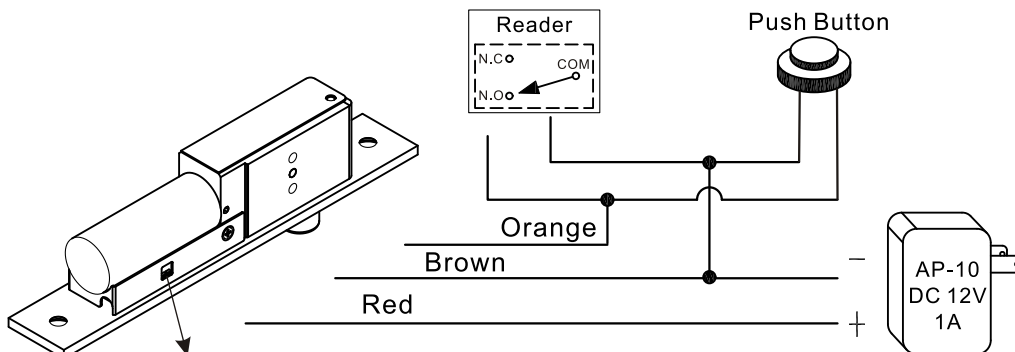 Reader
N.C
COM
N.O
Push Button
Orange
Brown
Red
–
+
AP-10
DC 12V
1A